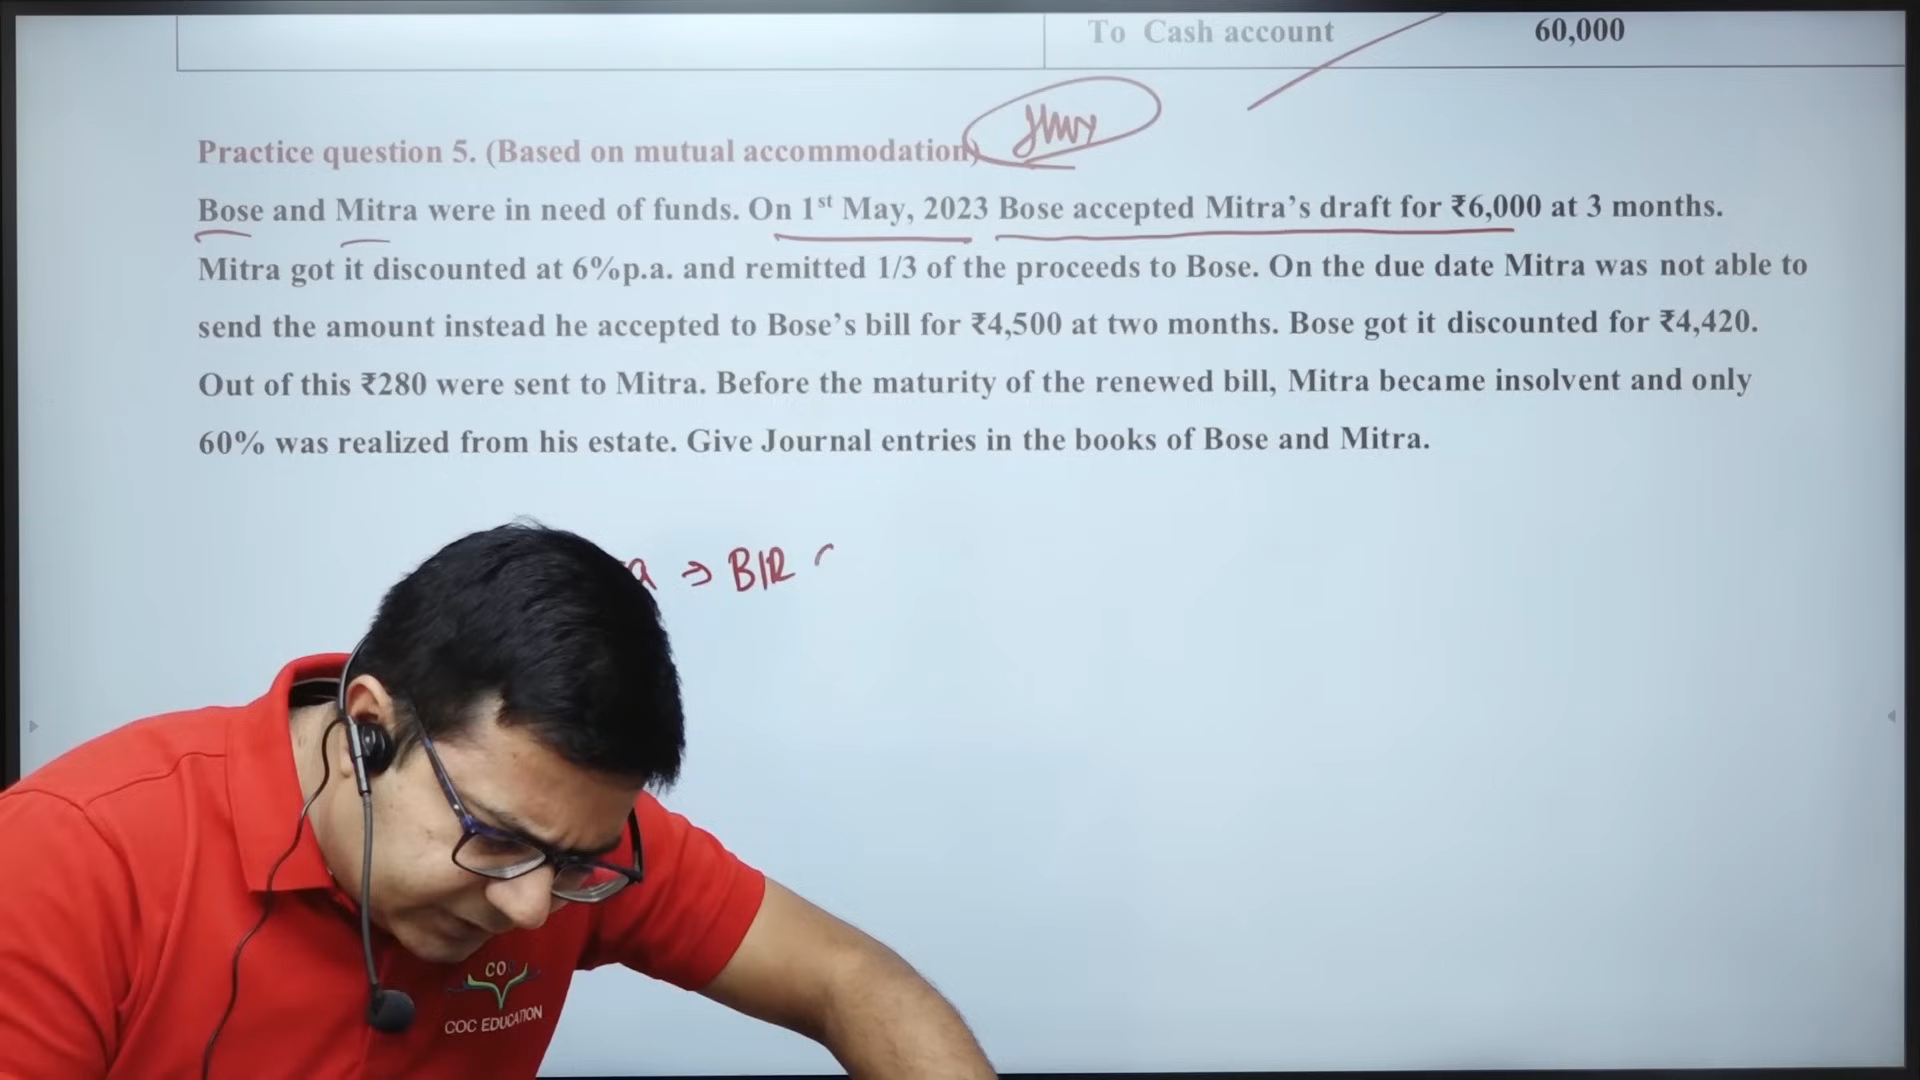 To Cash account 60,000
Practice question 5. (Based on mutual accommodation)
Bose and Mitra were in need of funds. On 1st May, 2023 Bose accepted Mitra’s draft for ₹6,000 at 3 months.
Mitra got it discounted at 6%p.a. and remitted 1/3 of the proceeds to Bose. On the due date Mitra was not able to
send the amount instead he accepted to Bose’s bill for ₹4,500 at two months. Bose got it discounted for ₹4,420.
Out of this ₹280 were sent to Mitra. Before the maturity of the renewed bill, Mitra became insolvent and only
60% was realized from his estate. Give Journal entries in the books of Bose and Mitra.
→ B/R
COC
COC EDUCATION